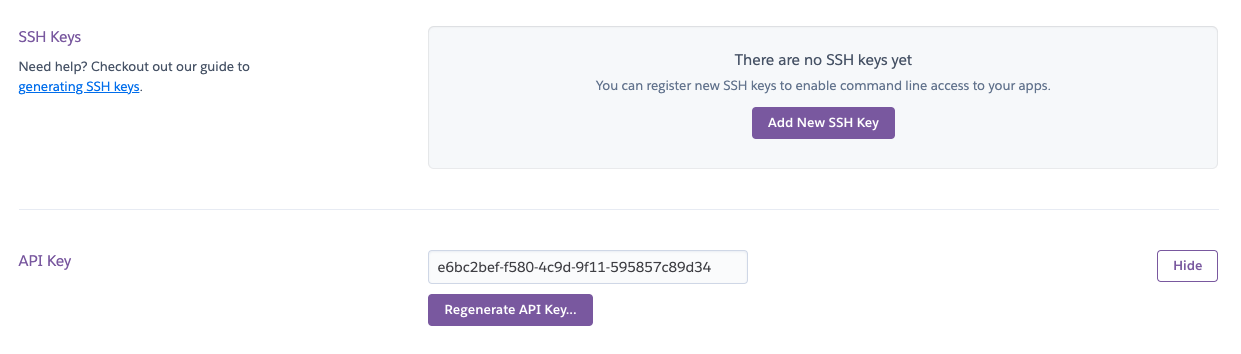 SSH Keys
Need help? Checkout out our guide to
generating SSH keys.
There are no SSH keys yet
You can register new SSH keys to enable command line access to your apps.
Add New SSH Key
API Key
e6bc2bef-f580-4c9d-9f11-595857c89d34
Hide
Regenerate API Key...